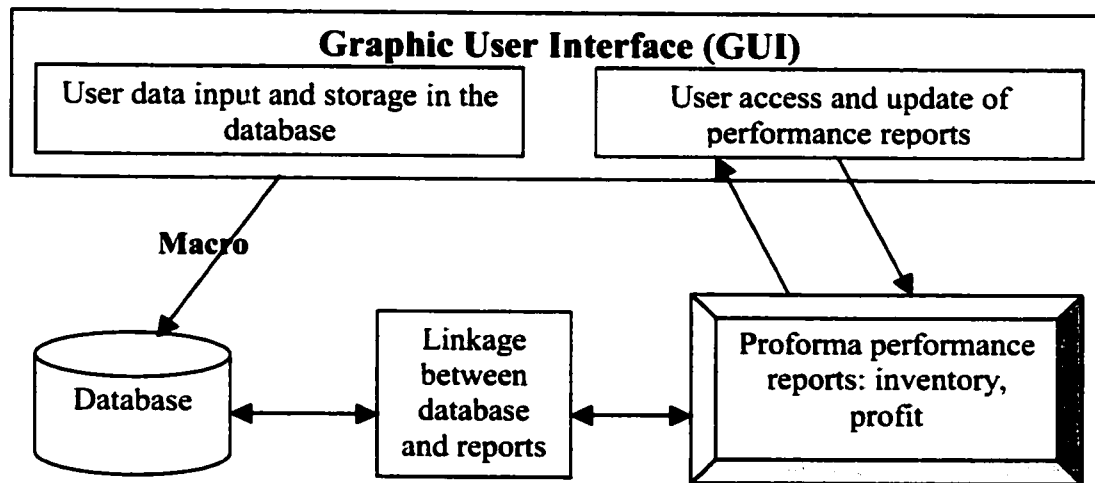 Graphic User Interface (GUI)
User data input and storage in the
database
User access and update of
performance reports
Macro
Database
Linkage
between
database
and reports
Proforma performance
reports: inventory,
profit